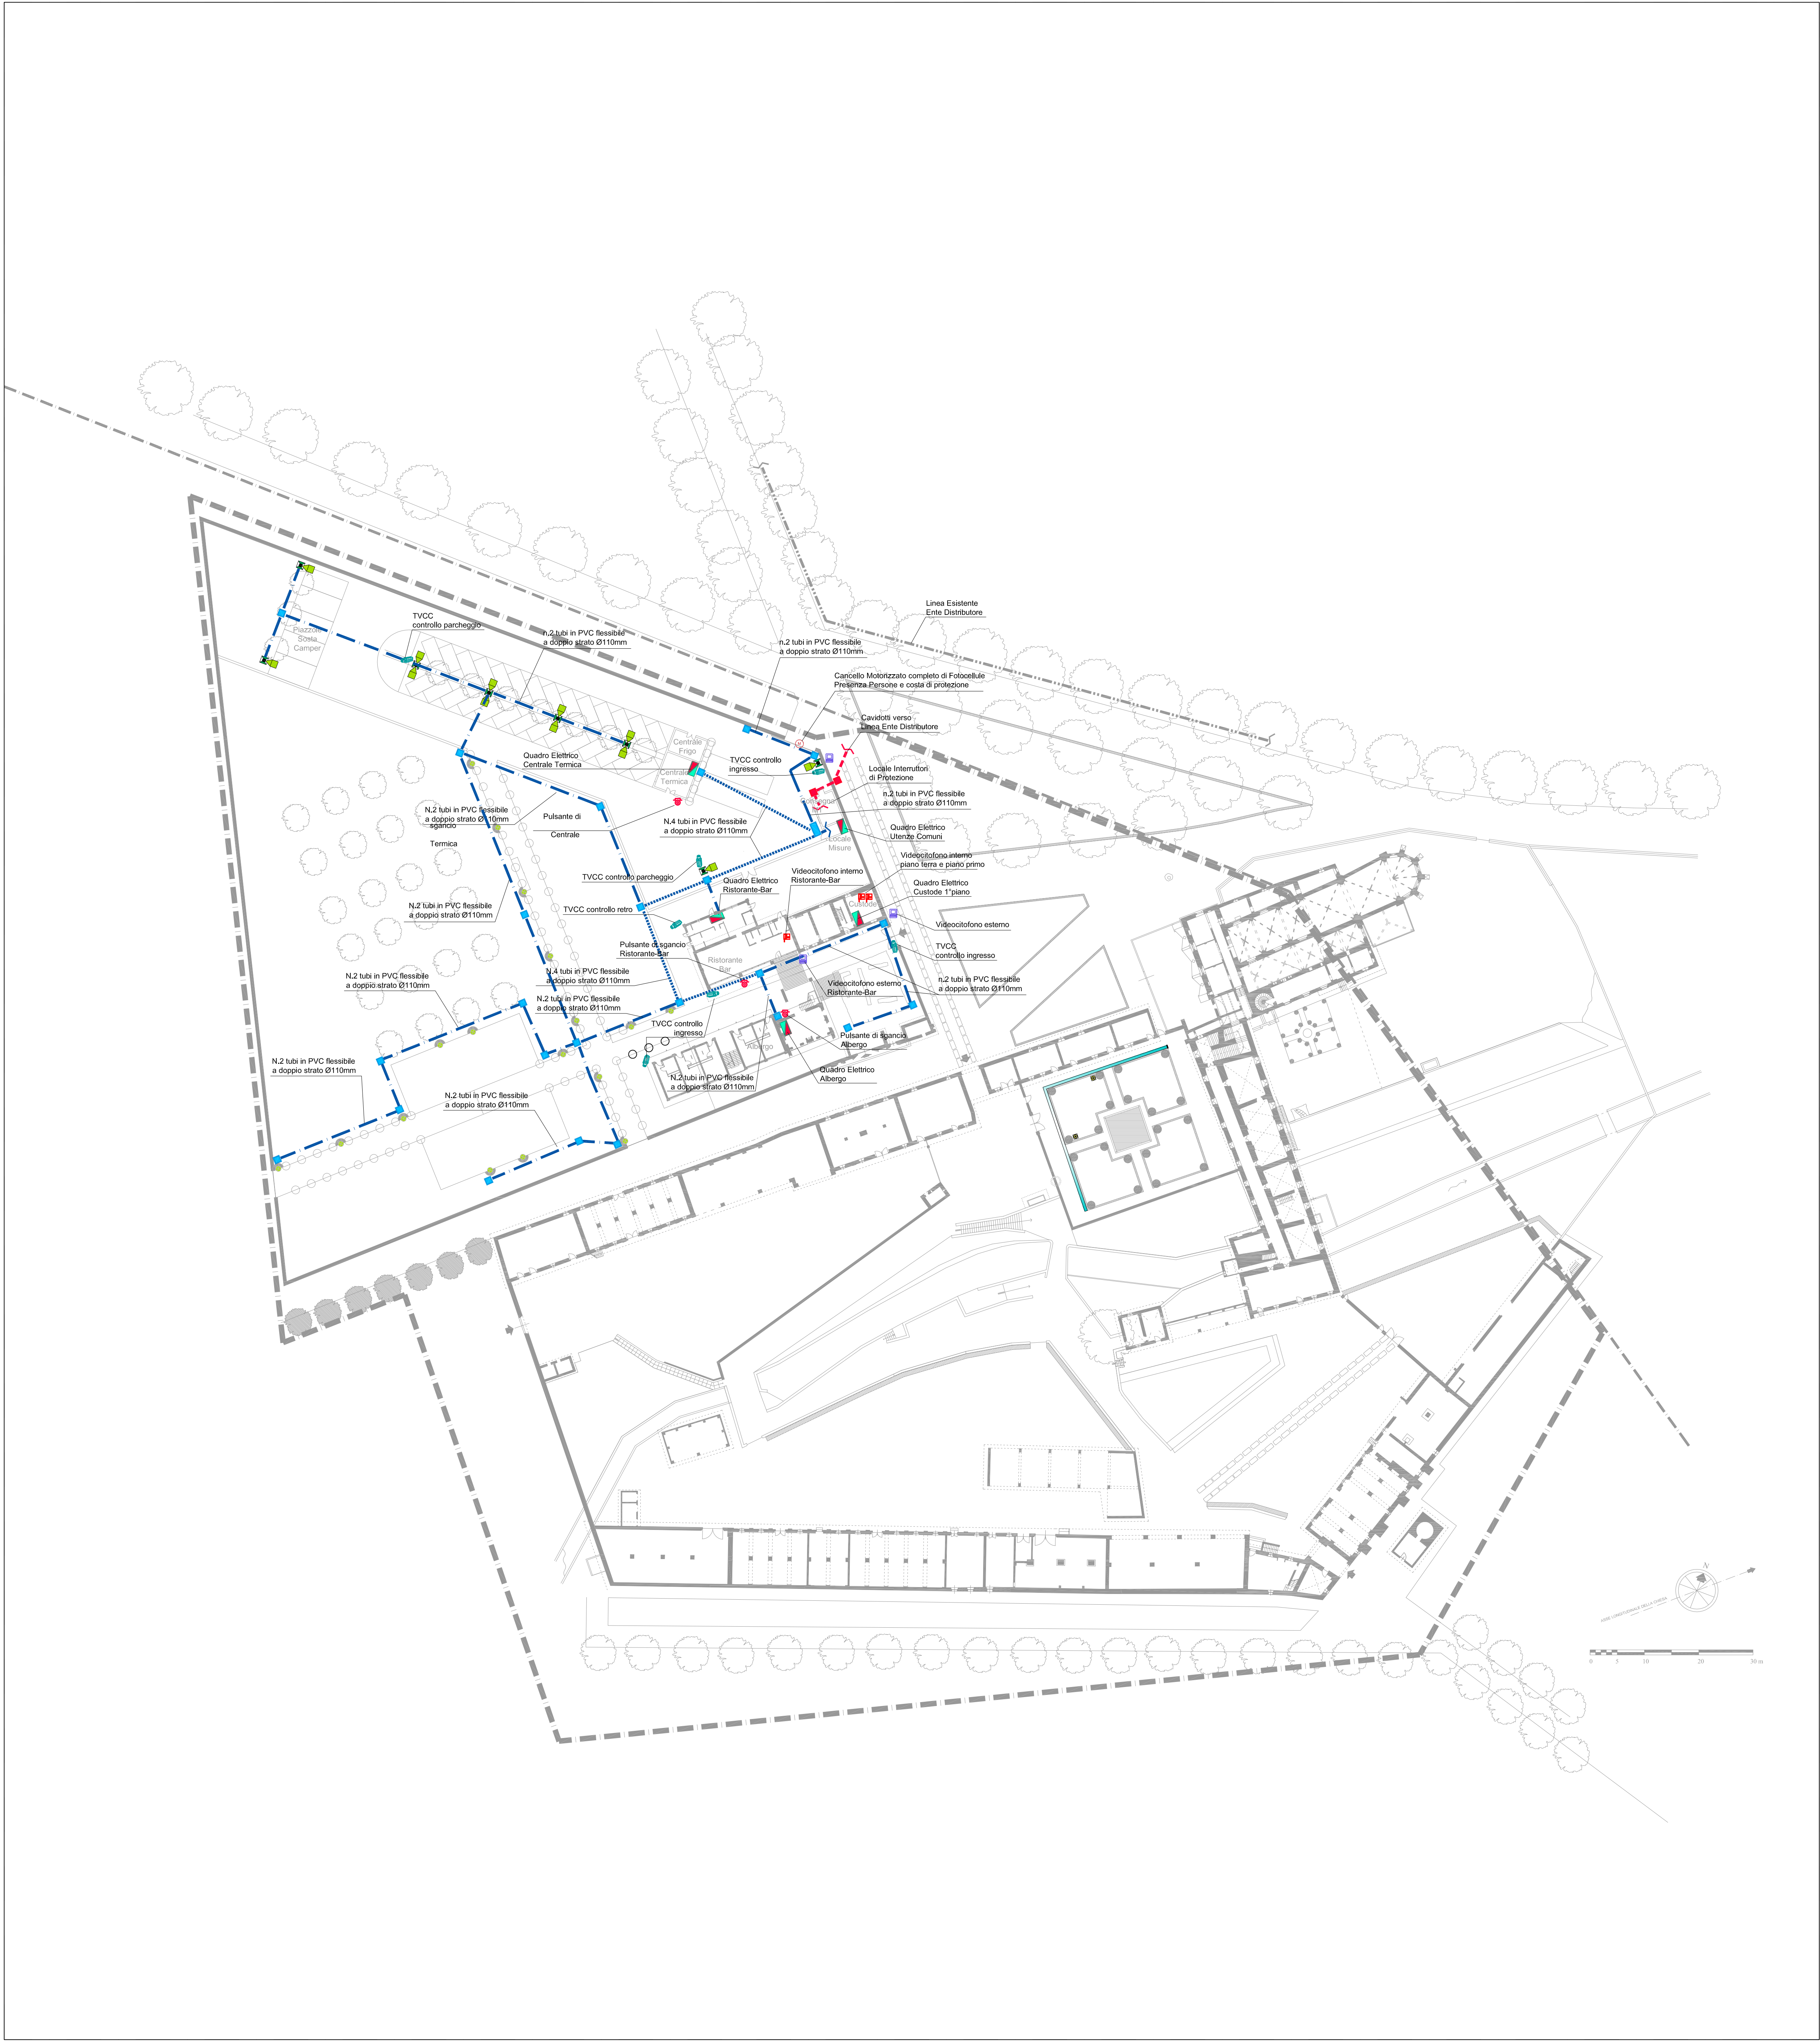 Linea Esistente
Ente Distributore
TVCC
controllo parcheggio
n.2 tubi in PVC flessibile
a doppio strato Ø110mm
n.2 tubi in PVC flessibile
a doppio strato Ø110mm
Piazzole
Sosta
Camper
Cancello Motorizzato completo di Fotocellule
Presenza Persone e costa di protezione
Cavidotti verso
Linea Ente Distributore
Centrale
Frigo
Quadro Elettrico
Centrale Termica
TVCC controllo
ingresso
Centrale
Termica
Locale Interruttori
di Protezione
n.2 tubi in PVC flessibile
a doppio strato Ø110mm
N.2 tubi in PVC flessibile
a doppio strato Ø110mm
Pulsante di
sgancio
Centrale
Termica
N.4 tubi in PVC flessibile
a doppio strato Ø110mm
Quadro Elettrico
Utenze Comuni
Locale
Misure
Videocitofono interno
piano terra e piano primo
Videocitofono interno
Ristorante-Bar
TVCC controllo parcheggio
Quadro Elettrico
Ristorante-Bar
Quadro Elettrico
Custode 1°piano
Custode
N.2 tubi in PVC flessibile
a doppio strato Ø110mm
TVCC controllo retro
Videocitofono esterno
Pulsante di sgancio
Ristorante-Bar
TVCC
controllo ingresso
Ristorante
Bar
N.2 tubi in PVC flessibile
a doppio strato Ø110mm
N.4 tubi in PVC flessibile
a doppio strato Ø110mm
Videocitofono esterno
Ristorante-Bar
n.2 tubi in PVC flessibile
a doppio strato Ø110mm
N.2 tubi in PVC flessibile
a doppio strato Ø110mm
TVCC controllo
ingresso
Pulsante di sgancio
Albergo
Albergo
N.2 tubi in PVC flessibile
a doppio strato Ø110mm
Quadro Elettrico
Albergo
N.2 tubi in PVC flessibile
a doppio strato Ø110mm
N.2 tubi in PVC flessibile
a doppio strato Ø110mm
N
ASSE LONGITUDINALE DELLA CHIESA
0 5 10 20 30 m